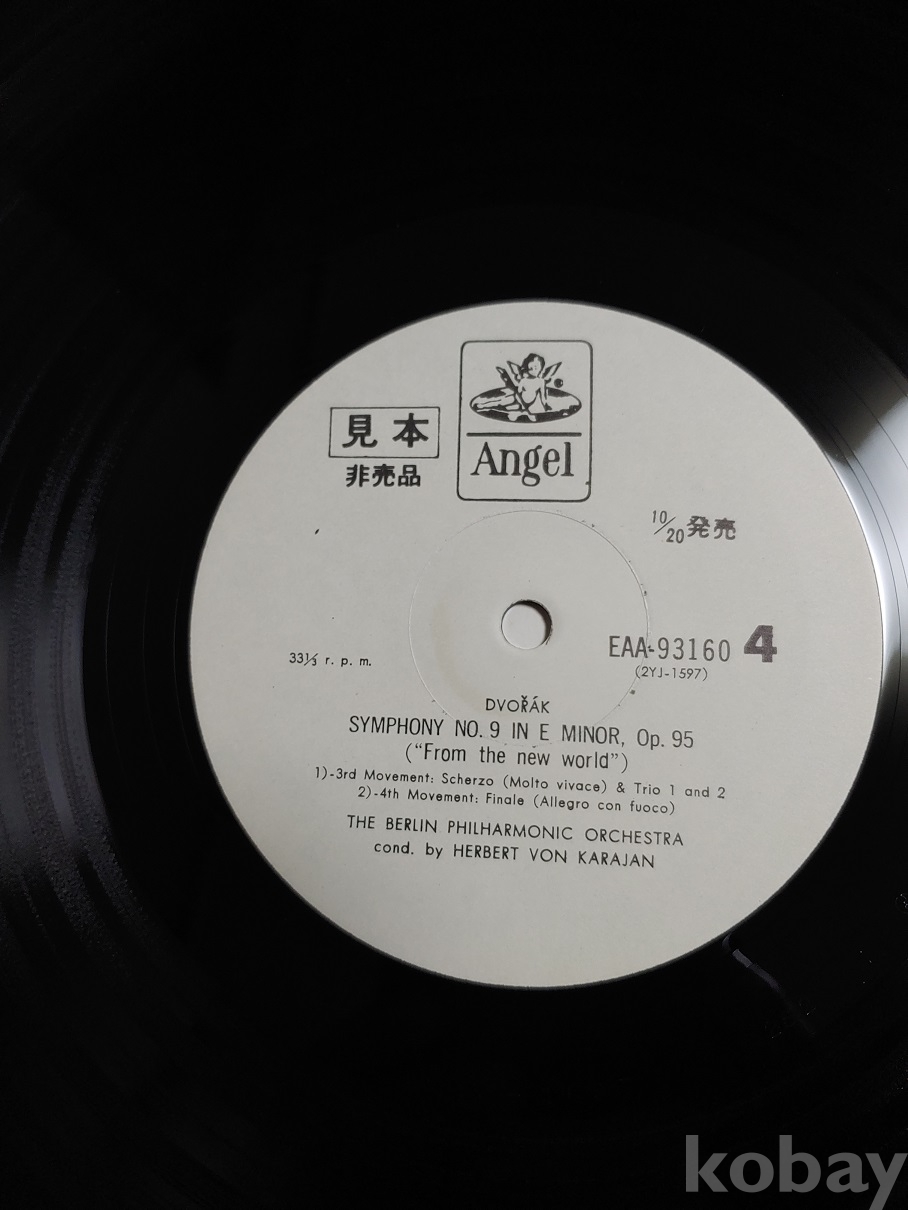 見本
非売品
Angel
10/20発売
EAA-93160 4
(2YJ-1597)
33⅓ r. p. m.
DVOŘÁK
SYMPHONY NO. 9 IN E MINOR, Op. 95
("From the new world")
1)-3rd Movement: Scherzo (Molto vivace) & Trio 1 and 2
2)-4th Movement: Finale (Allegro con fuoco)
THE BERLIN PHILHARMONIC ORCHESTRA
cond. by HERBERT VON KARAJAN
kobay